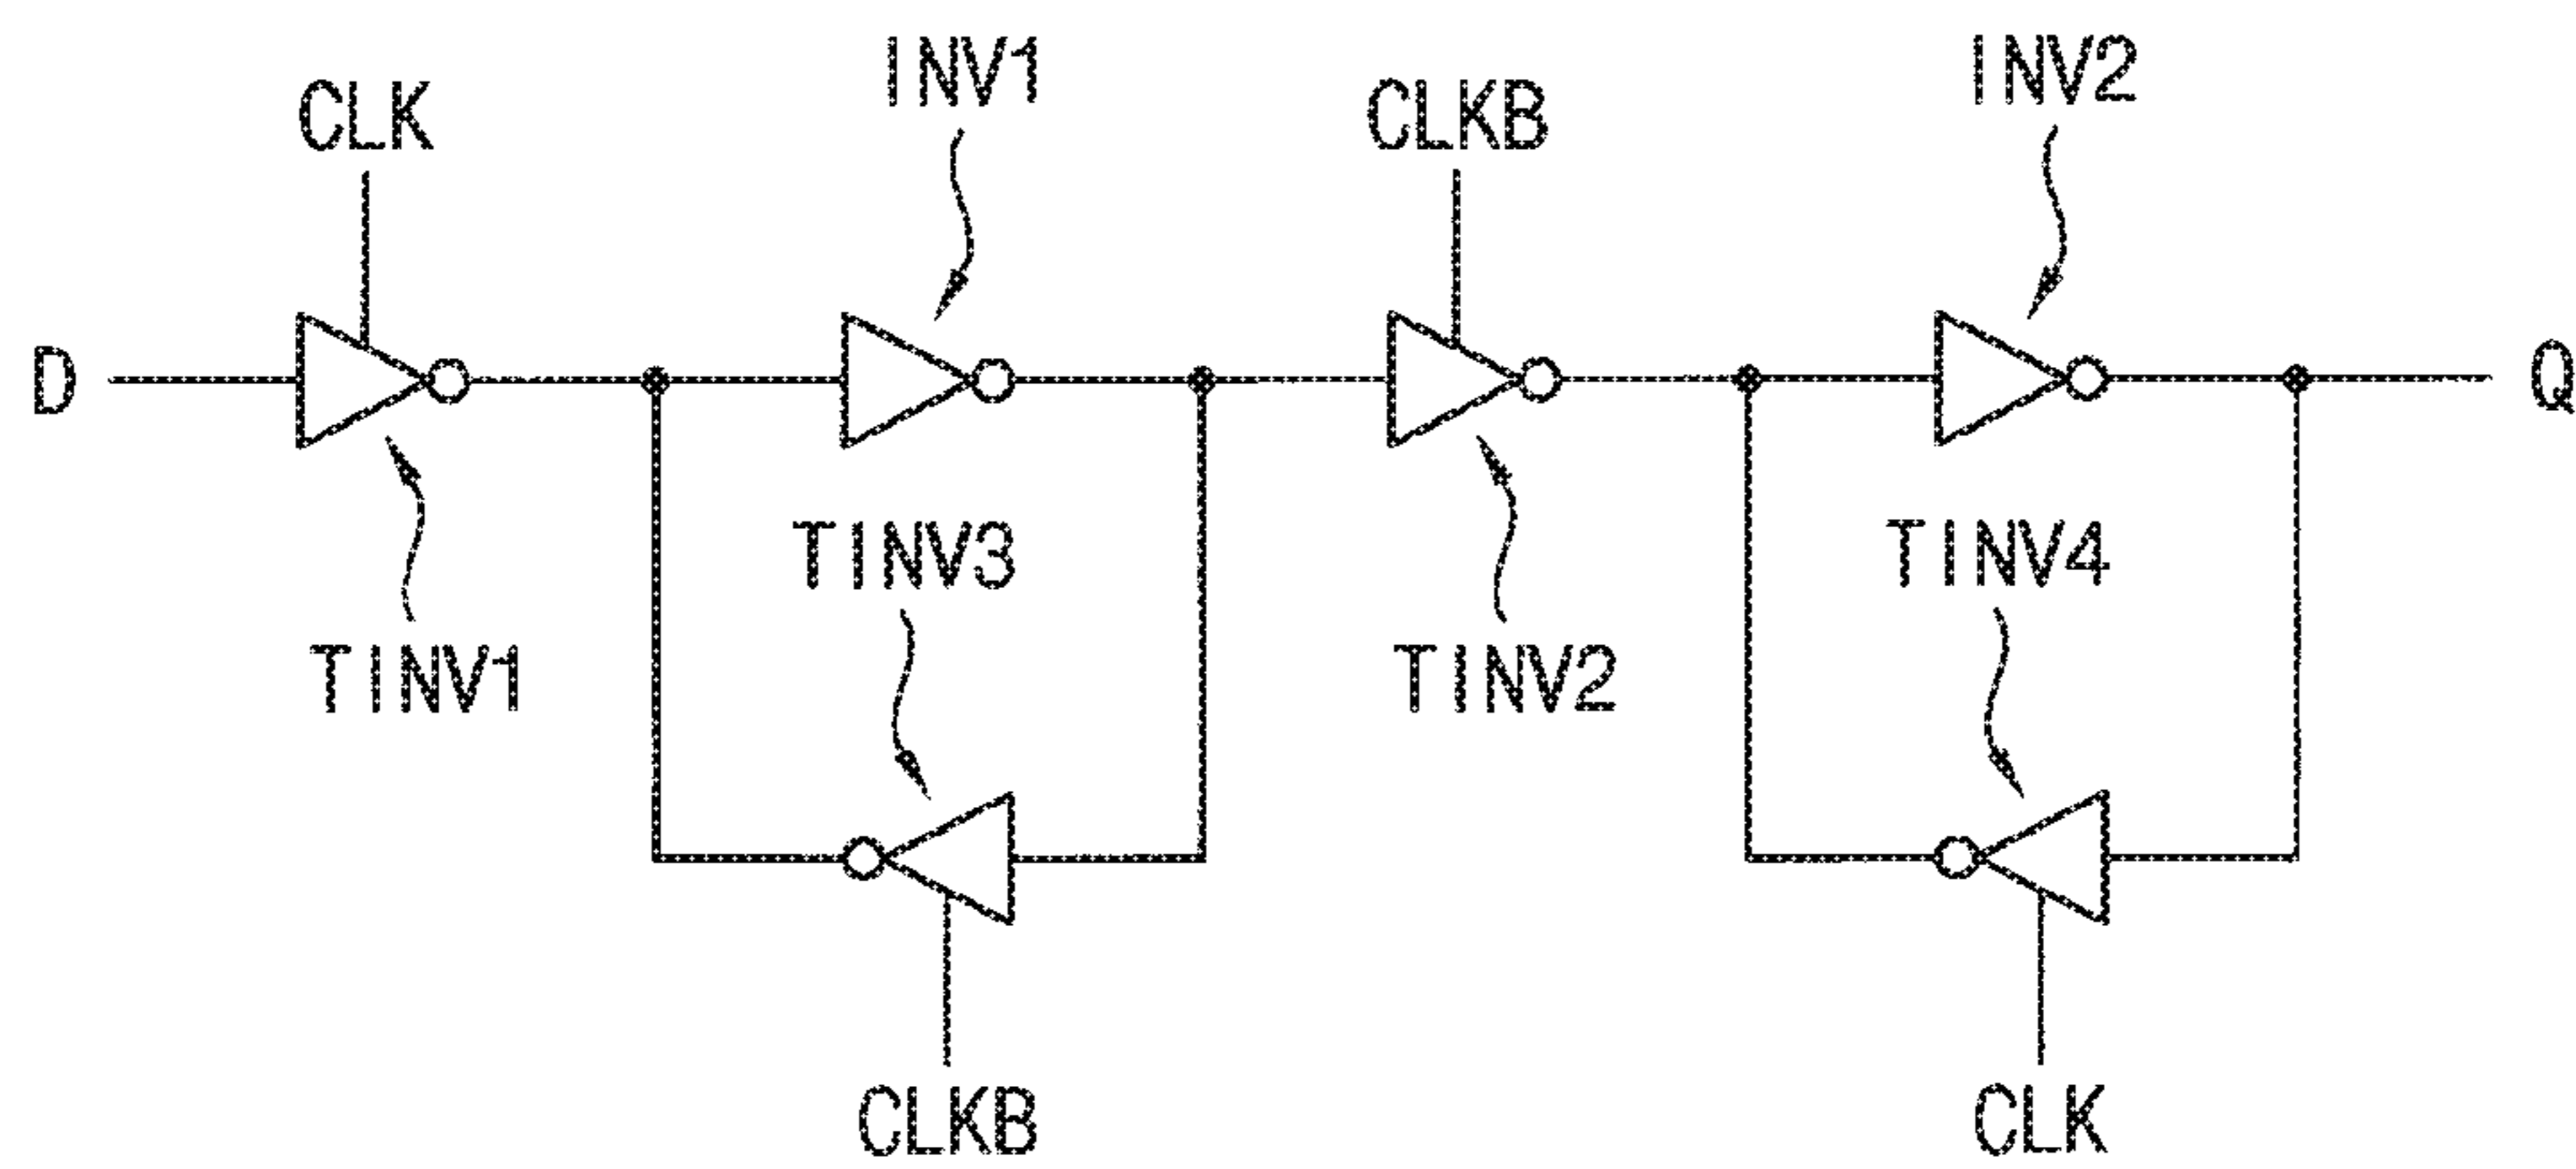 INV1
INV2
CLK
CLKB
D
Q
TINV3
TINV4
TINV1
TINV2
CLKB
CLK